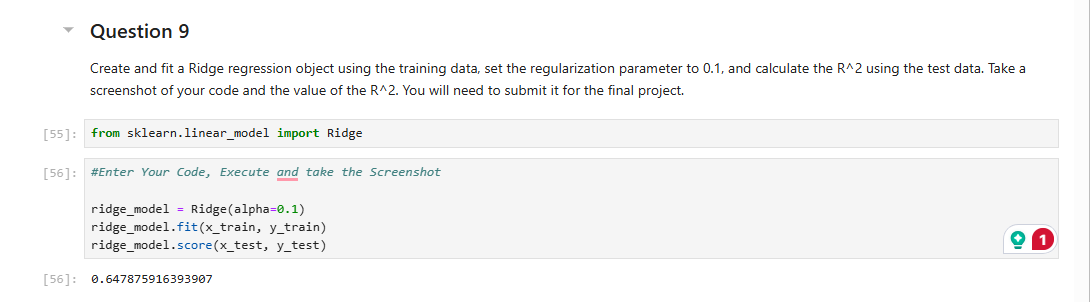 Question 9
Create and fit a Ridge regression object using the training data, set the regularization parameter to 0.1, and calculate the R^2 using the test data. Take a
screenshot of your code and the value of the R^2. You will need to submit it for the final project.
[55]: from sklearn.linear_model import Ridge
[56]: #Enter Your Code, Execute and take the Screenshot
ridge_model = Ridge(alpha=0.1)
ridge_model.fit(x_train, y_train)
ridge_model.score(x_test, y_test)
1
[56]: 0.647875916393907